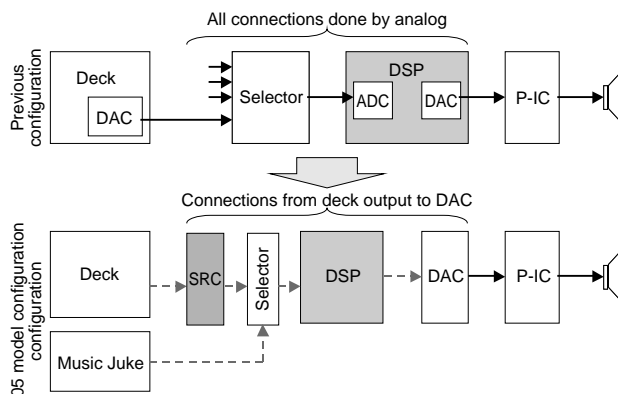 All connections done by analog
Previous
configuration
Deck
DAC
Selector
DSP
ADC
DAC
P-IC
Connections from deck output to DAC
05 model configuration
configuration
Deck
SRC
Selector
DSP
DAC
P-IC
Music Juke